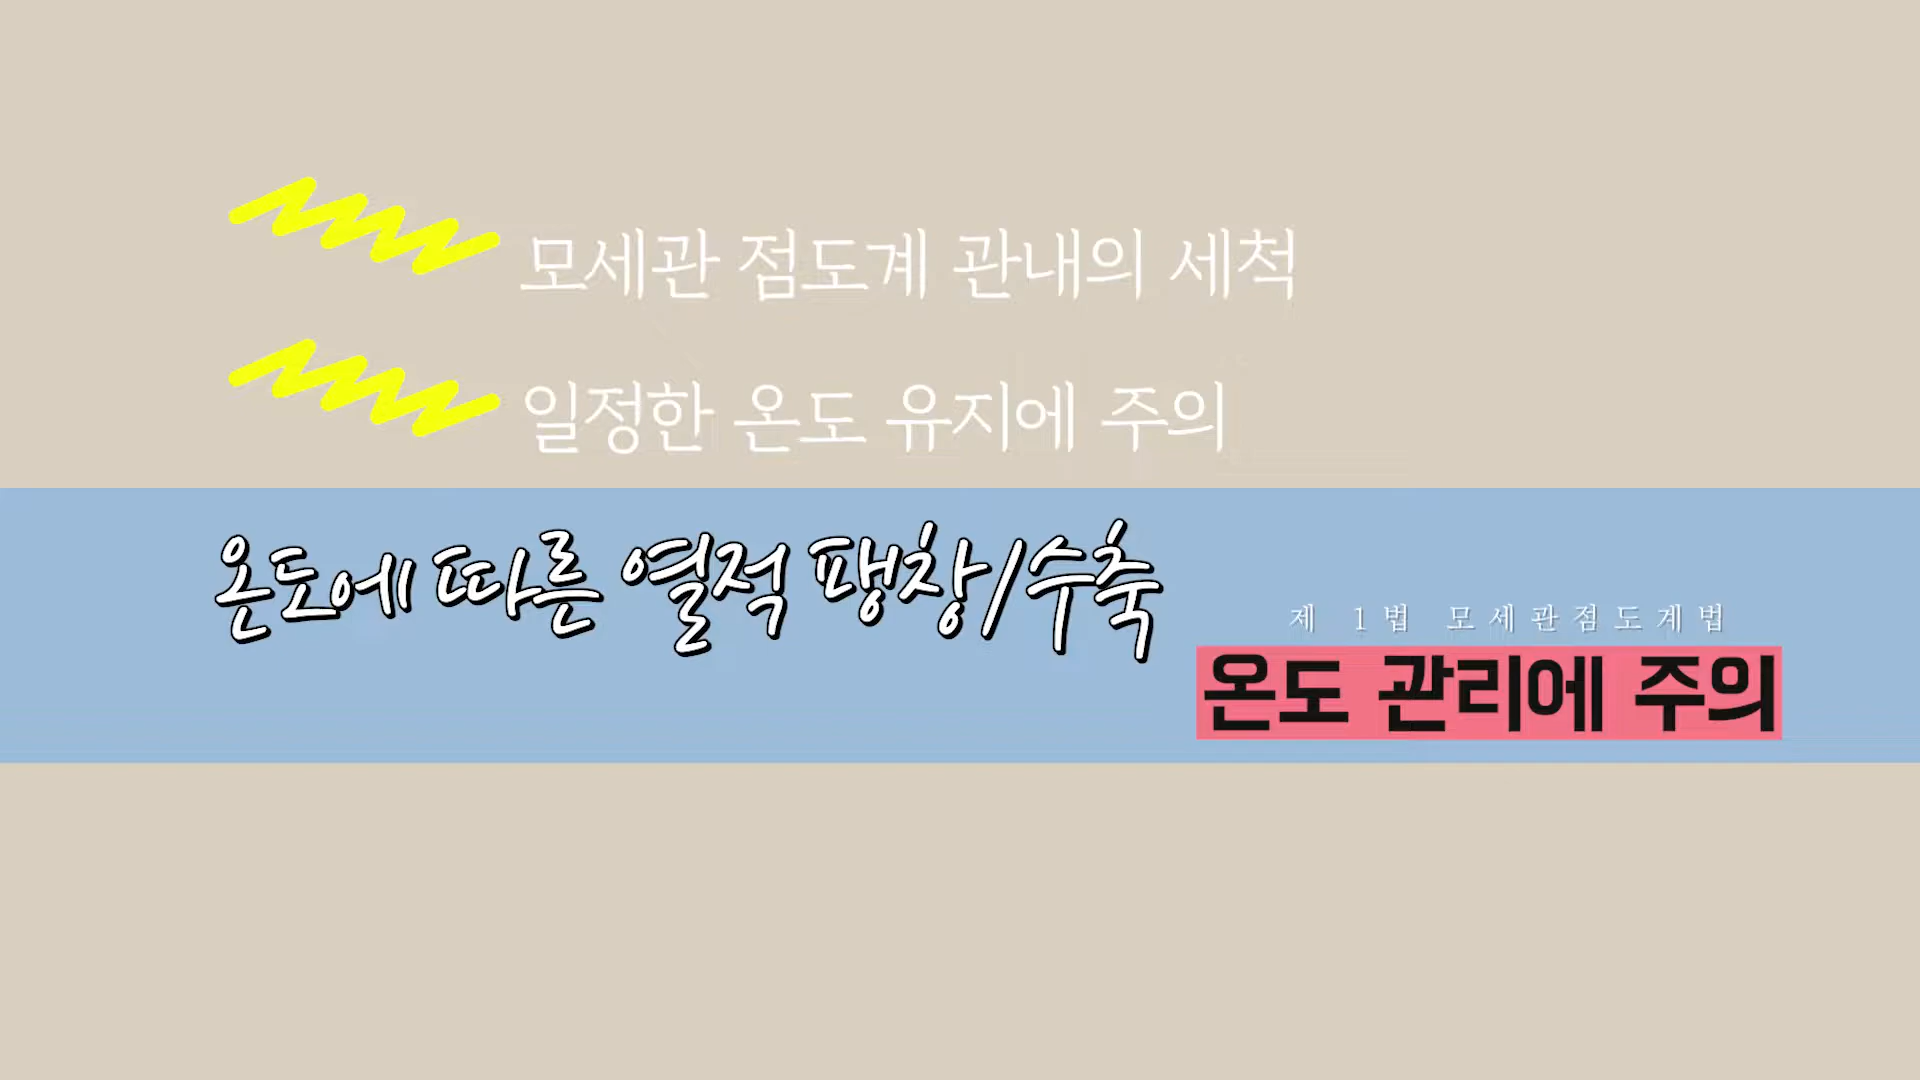 모세관 점도계 관내의 세척
일정한 온도 유지에 주의
온도에 따른 열적 팽창/수축
제 1법 모세관점도계법
온도 관리에 주의